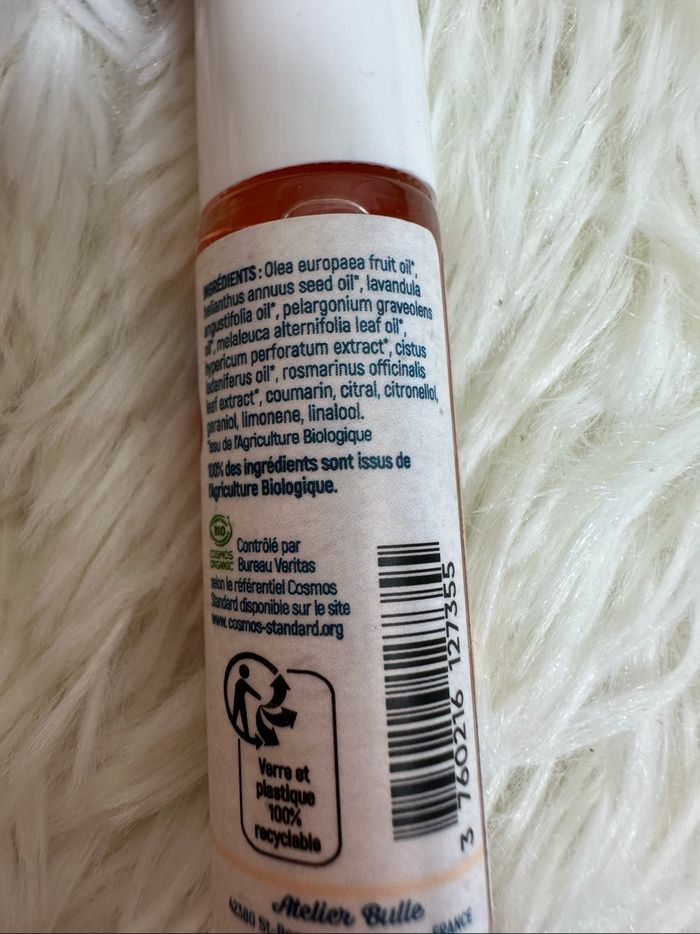 INGRÉDIENTS : Olea europaea fruit oil*,
helianthus annuus seed oil*, lavandula
angustifolia oil*, pelargonium graveolens
oil*, melaleuca alternifolia leaf oil*,
hypericum perforatum extract*, cistus
ladaniferus oil*, rosmarinus officinalis
leaf extract*, coumarin, citral, citronellol,
geraniol, limonene, linalool.
*issu de l'Agriculture Biologique
100% des ingrédients sont issus de
l'Agriculture Biologique.
BIO
COSMOS
ORGANIC
Contrôlé par
Bureau Veritas
selon le référentiel Cosmos
Standard disponible sur le site
www.cosmos-standard.org
Verre et
plastique
100%
recyclable
3 760216 127355
Atelier Bulle
42380 St- FRANCE